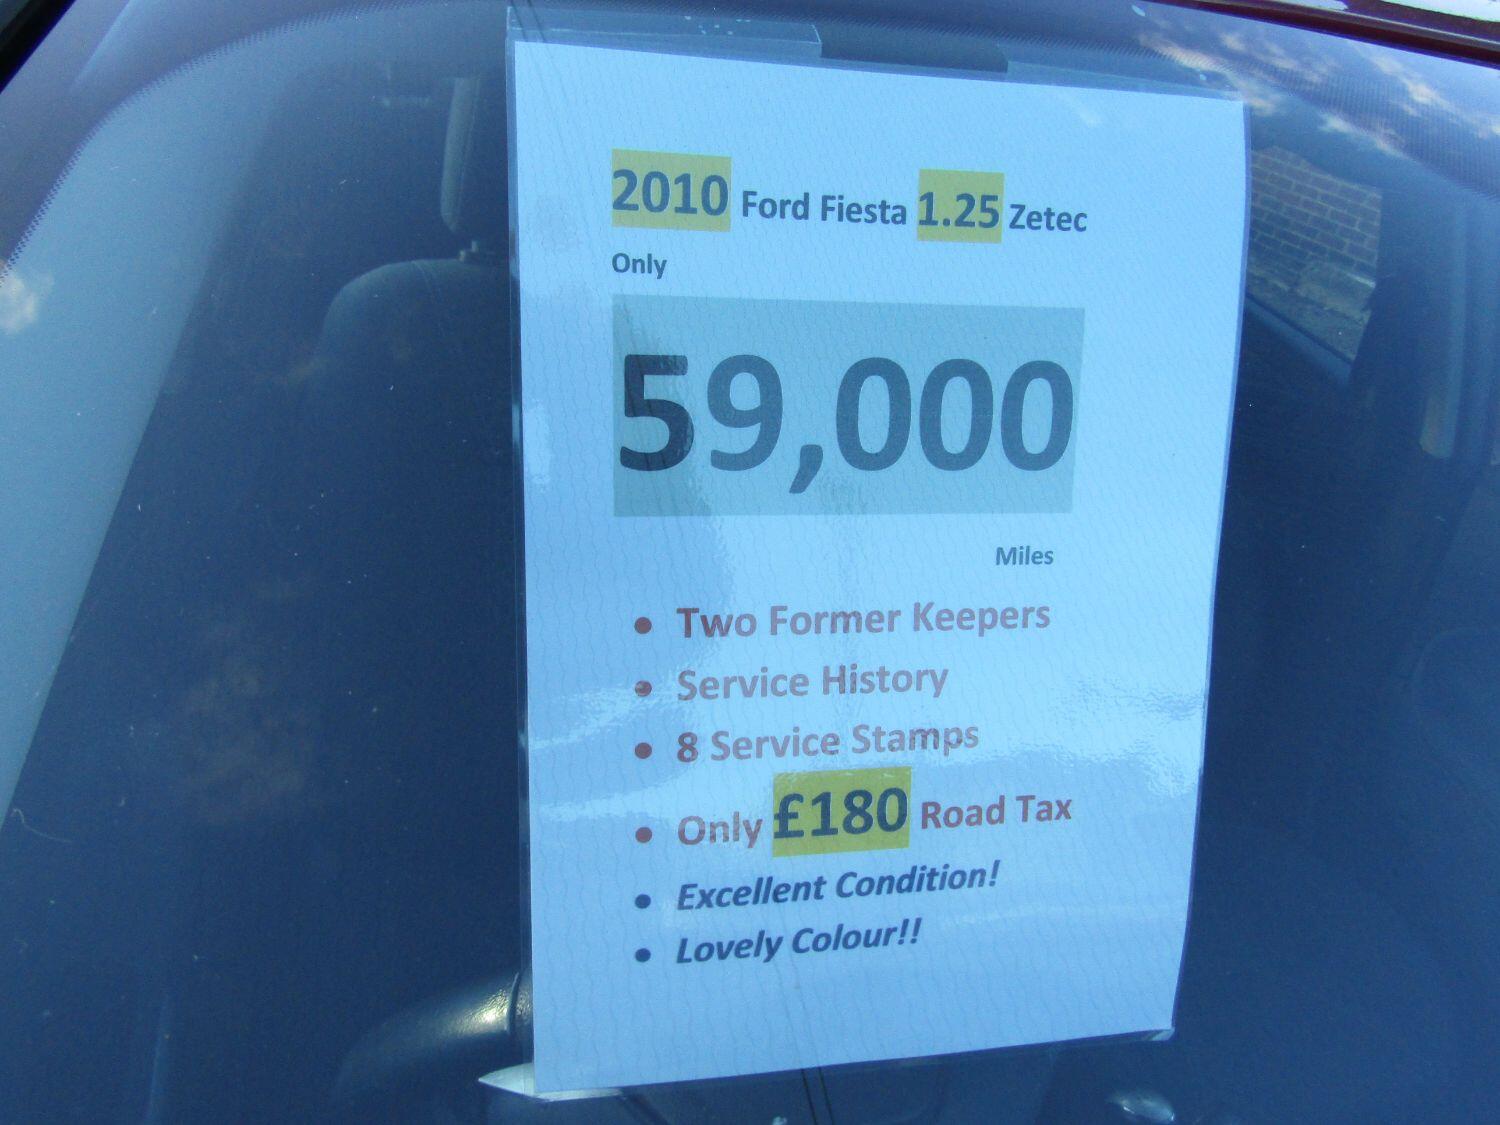 2010 Ford Fiesta 1.25 Zetec
Only
59,000
Miles
• Two Former Keepers
• Service History
• 8 Service Stamps
• Only £180 Road Tax
• Excellent Condition!
• Lovely Colour!!